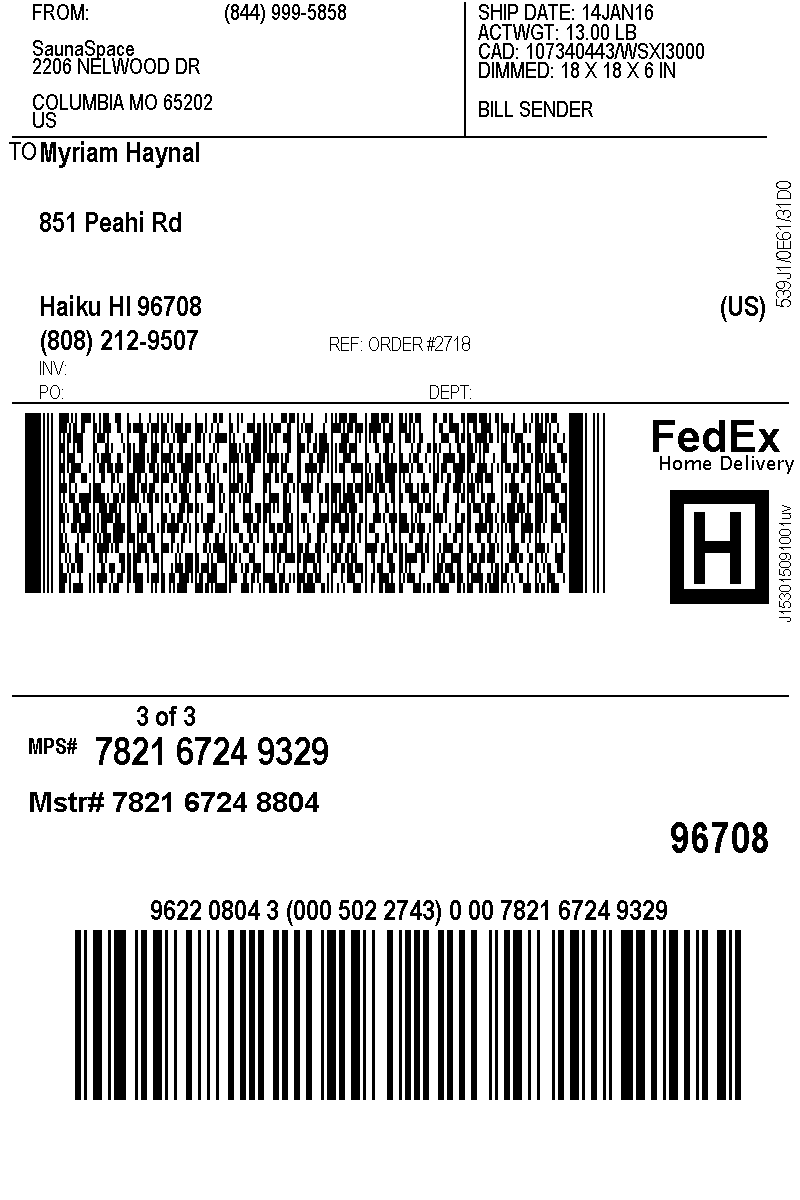 FROM: (844) 999-5858
SaunaSpace
2206 NELWOOD DR
COLUMBIA MO 65202
US
SHIP DATE: 14JAN16
ACTWGT: 13.00 LB
CAD: 107340443/WSXI3000
DIMMED: 18 X 18 X 6 IN
BILL SENDER
TO Myriam Haynal
851 Peahi Rd
Haiku HI 96708 (US)
(808) 212-9507 REF: ORDER #2718
INV:
PO: DEPT:
539J1/0E61/31D0
FedEx
Home Delivery
H
J153015091001uv
3 of 3
MPS# 7821 6724 9329
Mstr# 7821 6724 8804
96708
9622 0804 3 (000 502 2743) 0 00 7821 6724 9329